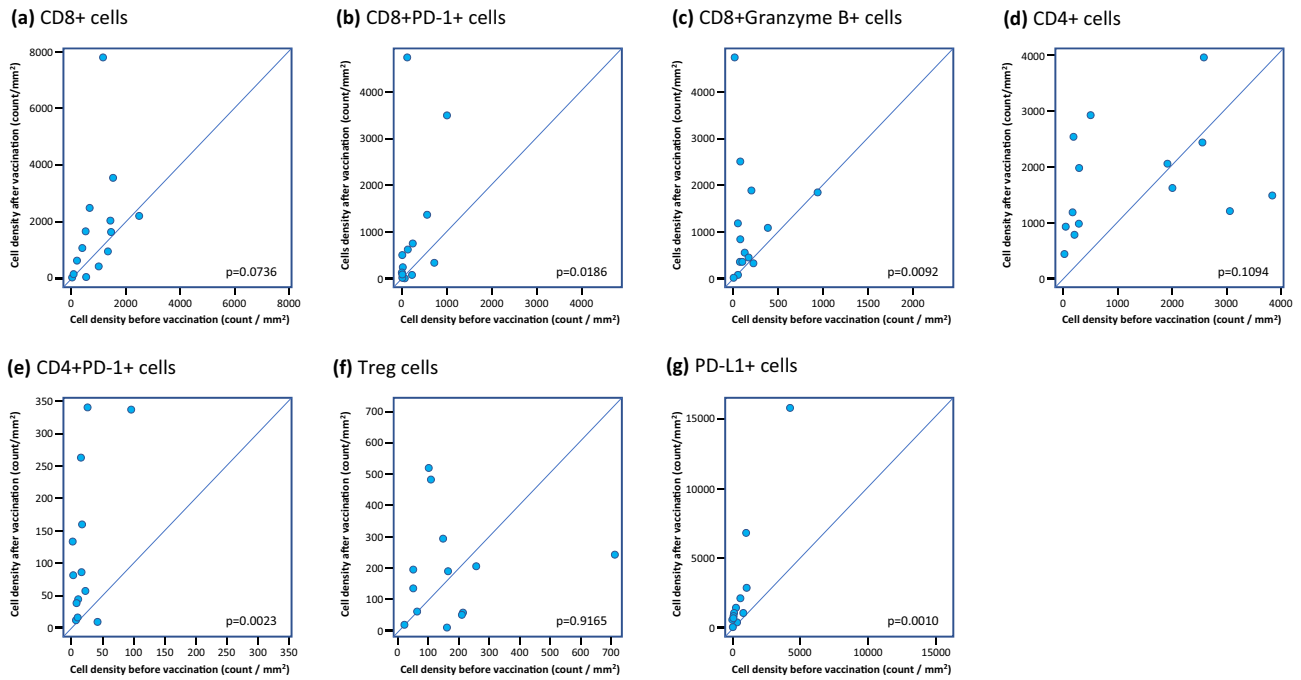 (a) CD8+ cells
Cell density after vaccination (count/mm²)
8000
6000
4000
2000
0
p=0.0736
0 2000 4000 6000 8000
Cell density before vaccination (count / mm²)
(b) CD8+PD-1+ cells
Cells density after vaccination (count/mm²)
4000
3000
2000
1000
0
p=0.0186
0 1000 2000 3000 4000
Cell density before vaccination (count / mm²)
(c) CD8+Granzyme B+ cells
Cells density after vaccination (count/mm²)
4000
3000
2000
1000
0
p=0.0092
0 500 1000 1500 2000
Cell density before vaccination (count / mm²)
(d) CD4+ cells
Cell density after vaccination (count/mm²)
4000
3000
2000
1000
0
p=0.1094
0 1000 2000 3000 4000
Cell density before vaccination (count / mm²)
(e) CD4+PD-1+ cells
Cell density after vaccination (count/mm²)
350
300
250
200
150
100
50
0
p=0.0023
0 50 100 150 200 250 300 350
Cell density before vaccination (count / mm²)
(f) Treg cells
Cell density after vaccination (count/mm²)
700
600
500
400
300
200
100
0
p=0.9165
0 100 200 300 400 500 600 700
Cell density before vaccination (count / mm²)
(g) PD-L1+ cells
Cell density after vaccination (count/mm²)
15000
10000
5000
0
p=0.0010
0 5000 10000 15000
Cell density before vaccination (count / mm²)